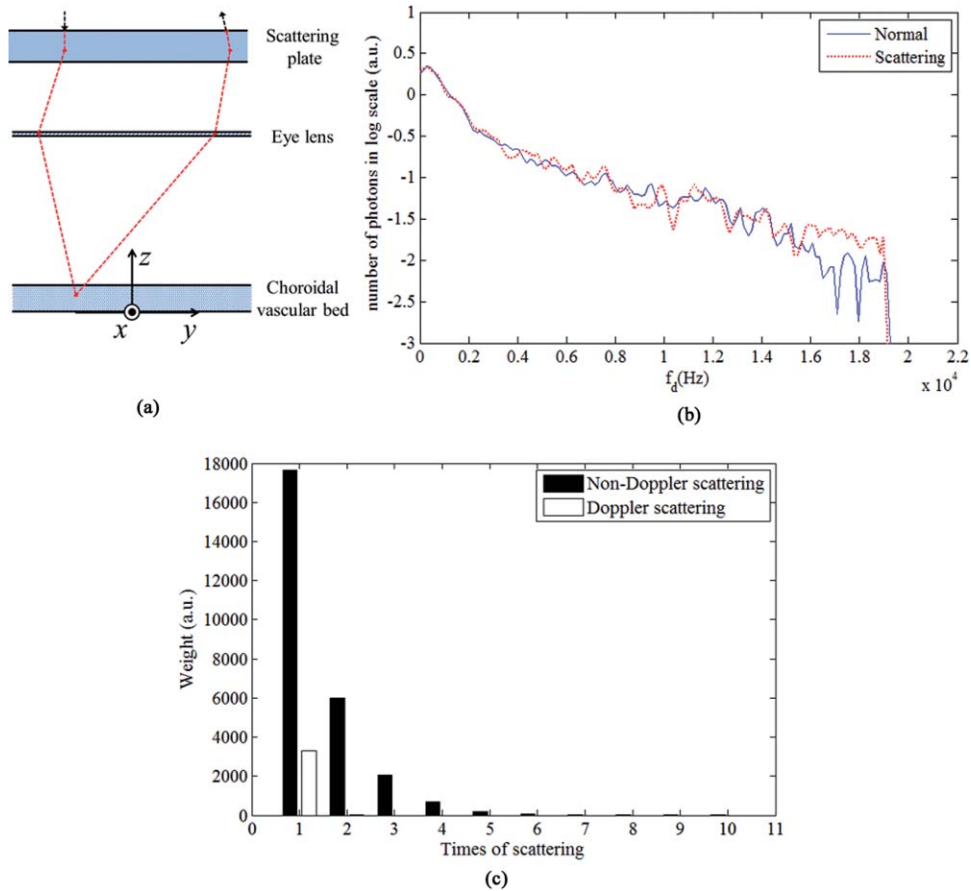 Scattering
plate
Eye lens
z
Choroidal
vascular bed
x
y
(a)
Normal
Scattering
number of photons in log scale (a.u.)
1
0.5
0
-0.5
-1
-1.5
-2
-2.5
-3
0 0.2 0.4 0.6 0.8 1 1.2 1.4 1.6 1.8 2 2.2
f_d(Hz)
x 10^4
(b)
Non-Doppler scattering
Doppler scattering
Weight (a.u.)
18000
16000
14000
12000
10000
8000
6000
4000
2000
0
0 1 2 3 4 5 6 7 8 9 10 11
Times of scattering
(c)